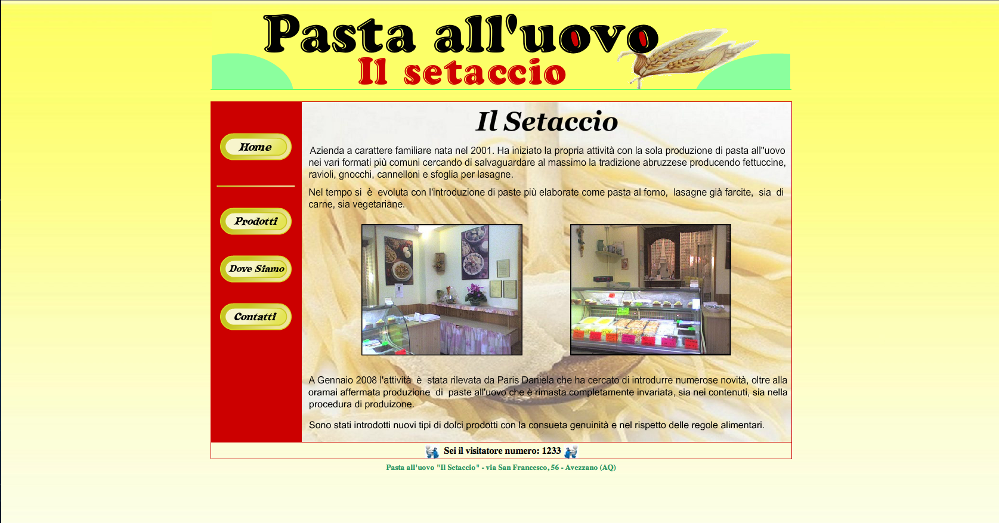 Pasta all'uovo
Il setaccio
Home
Prodotti
Dove Siamo
Contatti
Il Setaccio
Azienda a carattere familiare nata nel 2001. Ha iniziato la propria attività con la sola produzione di pasta all"uovo
nei vari formati più comuni cercando di salvaguardare al massimo la tradizione abruzzese producendo fettuccine,
ravioli, gnocchi, cannelloni e sfoglia per lasagne.
Nel tempo si è evoluta con l'introduzione di paste più elaborate come pasta al forno, lasagne già farcite, sia di
carne, sia vegetariane.
A Gennaio 2008 l'attività è stata rilevata da Paris Daniela che ha cercato di introdurre numerose novità, oltre alla
oramai affermata produzione di paste all'uovo che è rimasta completamente invariata, sia nei contenuti, sia nella
procedura di produizone.
Sono stati introdotti nuovi tipi di dolci prodotti con la consueta genuinità e nel rispetto delle regole alimentari.
Sei il visitatore numero: 1233
Pasta all'uovo "Il Setaccio" - via San Francesco, 56 - Avezzano (AQ)